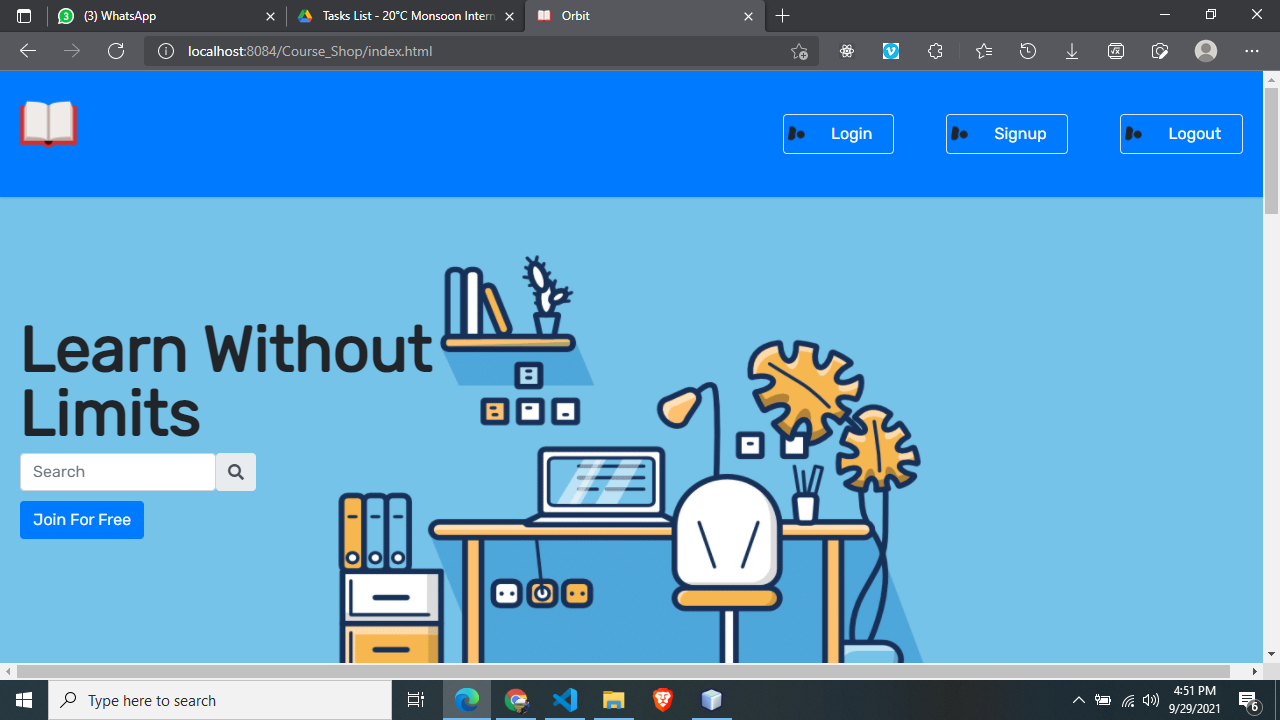 (3) WhatsApp
Tasks List - 20°C Monsoon Intern
Orbit
localhost:8084/Course_Shop/index.html
Login
Signup
Logout
Learn Without
Limits
Search
Join For Free
Type here to search
4:51 PM
9/29/2021
6